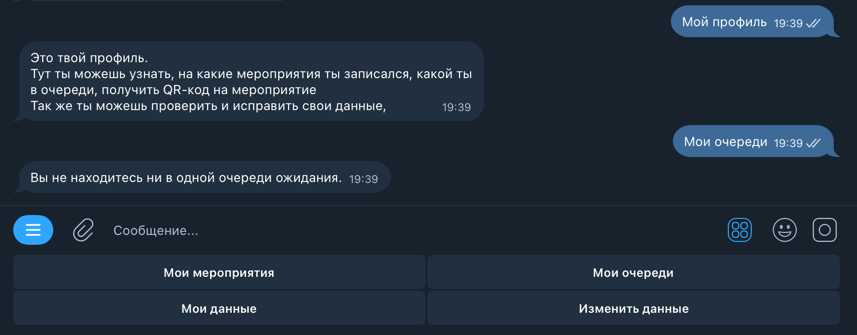 Мой профиль 19:39
Это твой профиль.
Тут ты можешь узнать, на какие мероприятия ты записался, какой ты
в очереди, получить QR-код на мероприятие
Так же ты можешь проверить и исправить свои данные, 19:39
Мои очереди 19:39
Вы не находитесь ни в одной очереди ожидания. 19:39
Сообщение...
Мои мероприятия
Мои очереди
Мои данные
Изменить данные